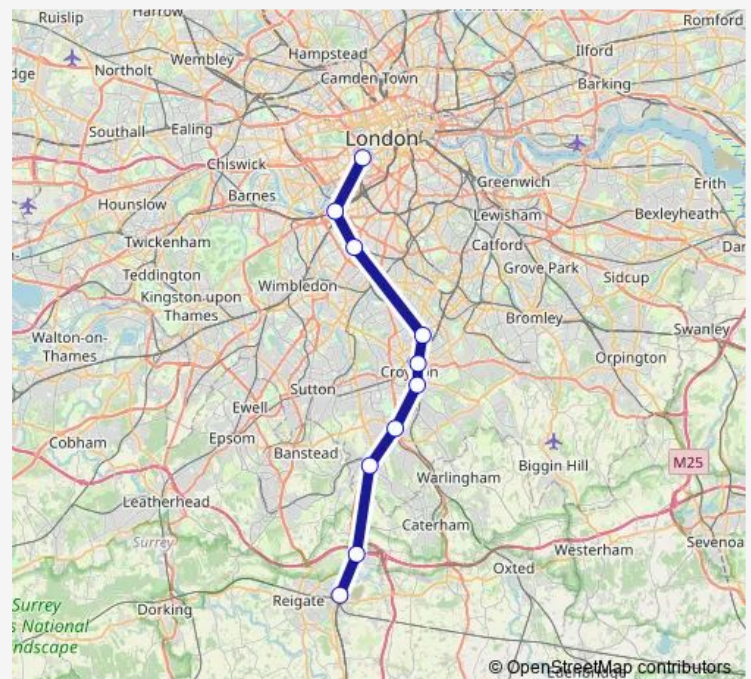 Ruislip
Harrow
Romford
Hampstead
Ilford
Northolt
Wembley
Camden Town
Barking
Southall
Ealing
London
Chiswick
Greenwich
Erith
Hounslow
Barnes
Lewisham
Bexleyheath
Twickenham
Catford
Teddington
Grove Park
Sidcup
Kingston upon
Thames
Wimbledon
Bromley
Swanley
Walton-on-
Thames
Orpington
Sutton
Ewell
Cobham
Epsom
Banstead
Biggin Hill
M25
Warlingham
Leatherhead
Caterham
Surrey
Westerham
Sevenoa
Oxted
Reigate
Dorking
Surrey
s National
ndscape
© OpenStreetMap contributors